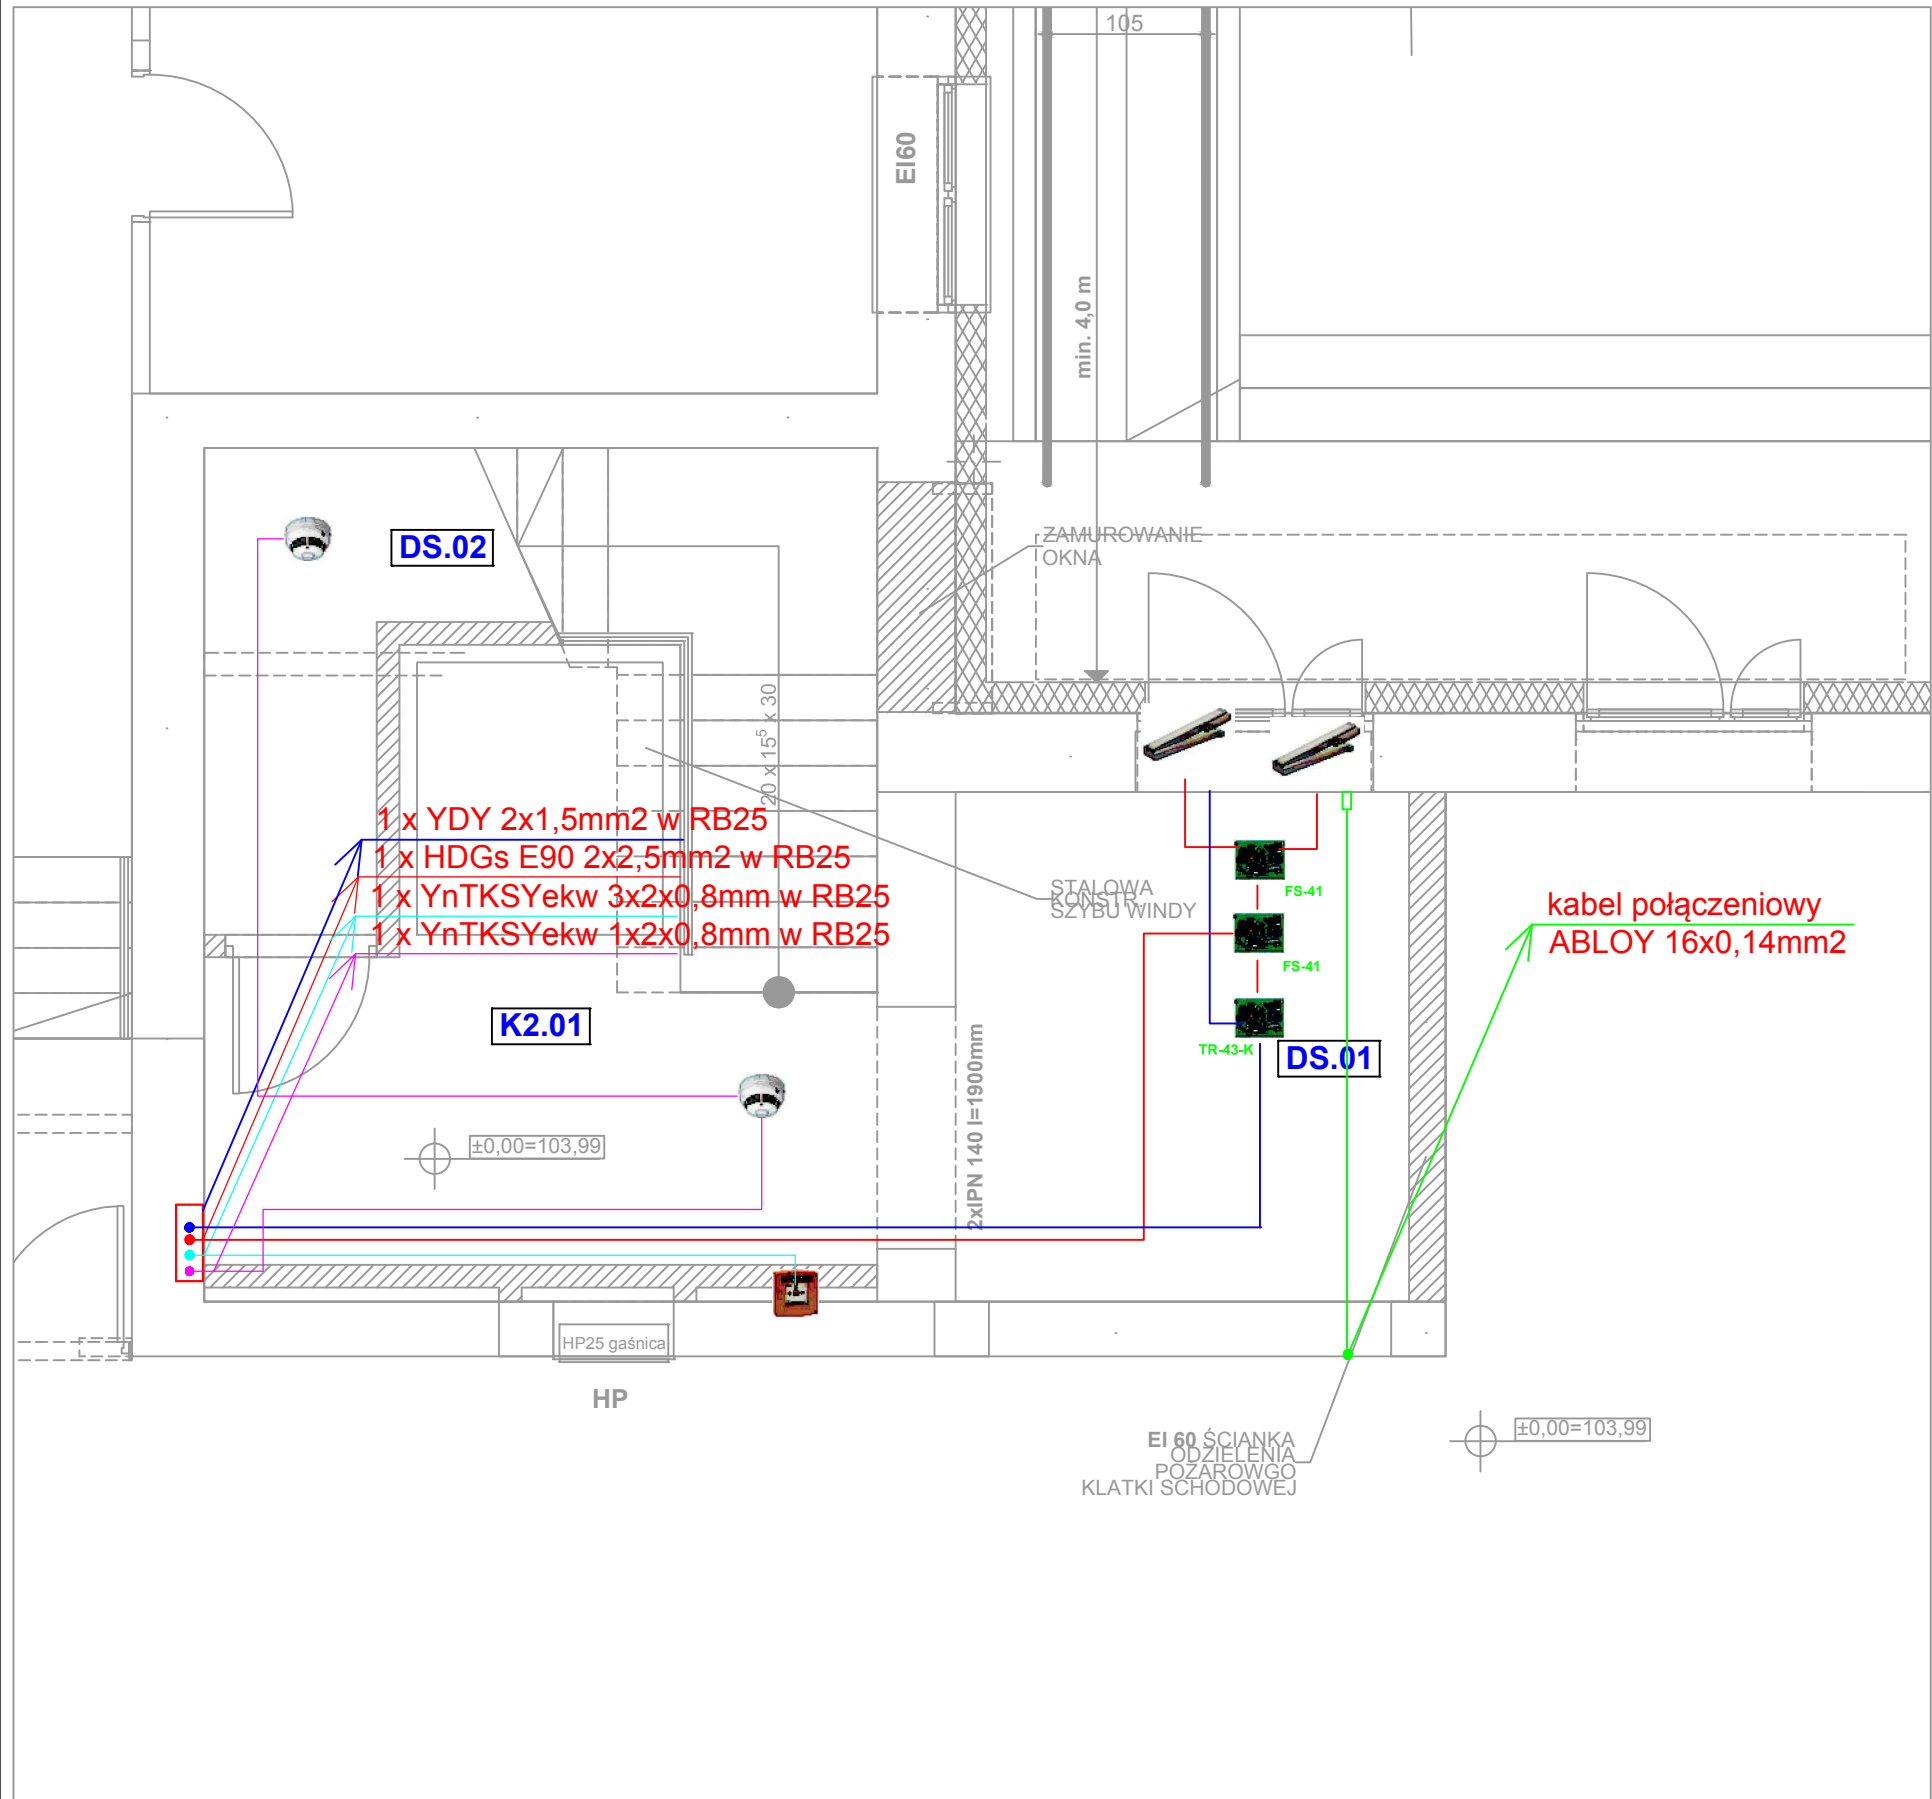 105
EI60
min. 4,0 m
DS.02
ZAMUROWANIE
OKNA
20 x 15⁵ x 30
1 x YDY 2x1,5mm2 w RB25
1 x HDGs E90 2x2,5mm2 w RB25
1 x YnTKSYekw 3x2x0,8mm w RB25
1 x YnTKSYekw 1x2x0,8mm w RB25
STALOWA
KONSTR.
SZYBU WINDY
FS-41
FS-41
TR-43-K
kabel połączeniowy
ABLOY 16x0,14mm2
K2.01
DS.01
2xIPN 140 l=1900mm
±0,00=103,99
HP25 gaśnica
HP
EI 60 ŚCIANKA
ODZIELENIA
POŻAROWGO
KLATKI SCHODOWEJ
±0,00=103,99